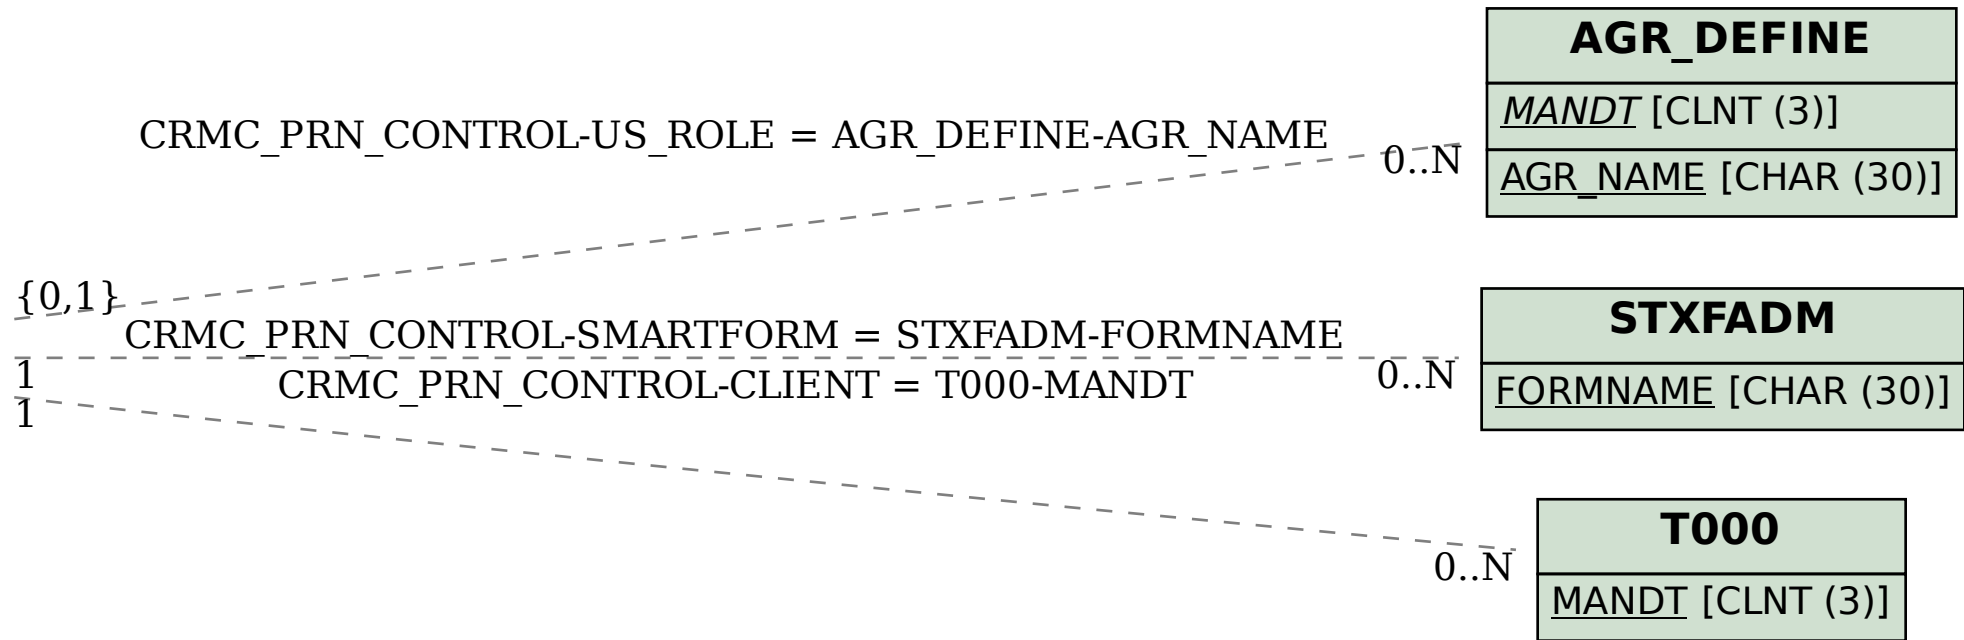 AGR_DEFINE
MANDT [CLNT (3)]
CRMC_PRN_CONTROL-US_ROLE = AGR_DEFINE-AGR_NAME
0..N
AGR_NAME [CHAR (30)]
{0,1}
STXFADM
CRMC_PRN_CONTROL-SMARTFORM = STXFADM-FORMNAME
1
0..N
CRMC_PRN_CONTROL-CLIENT = T000-MANDT
FORMNAME [CHAR (30)]
1
T000
0..N
MANDT [CLNT (3)]